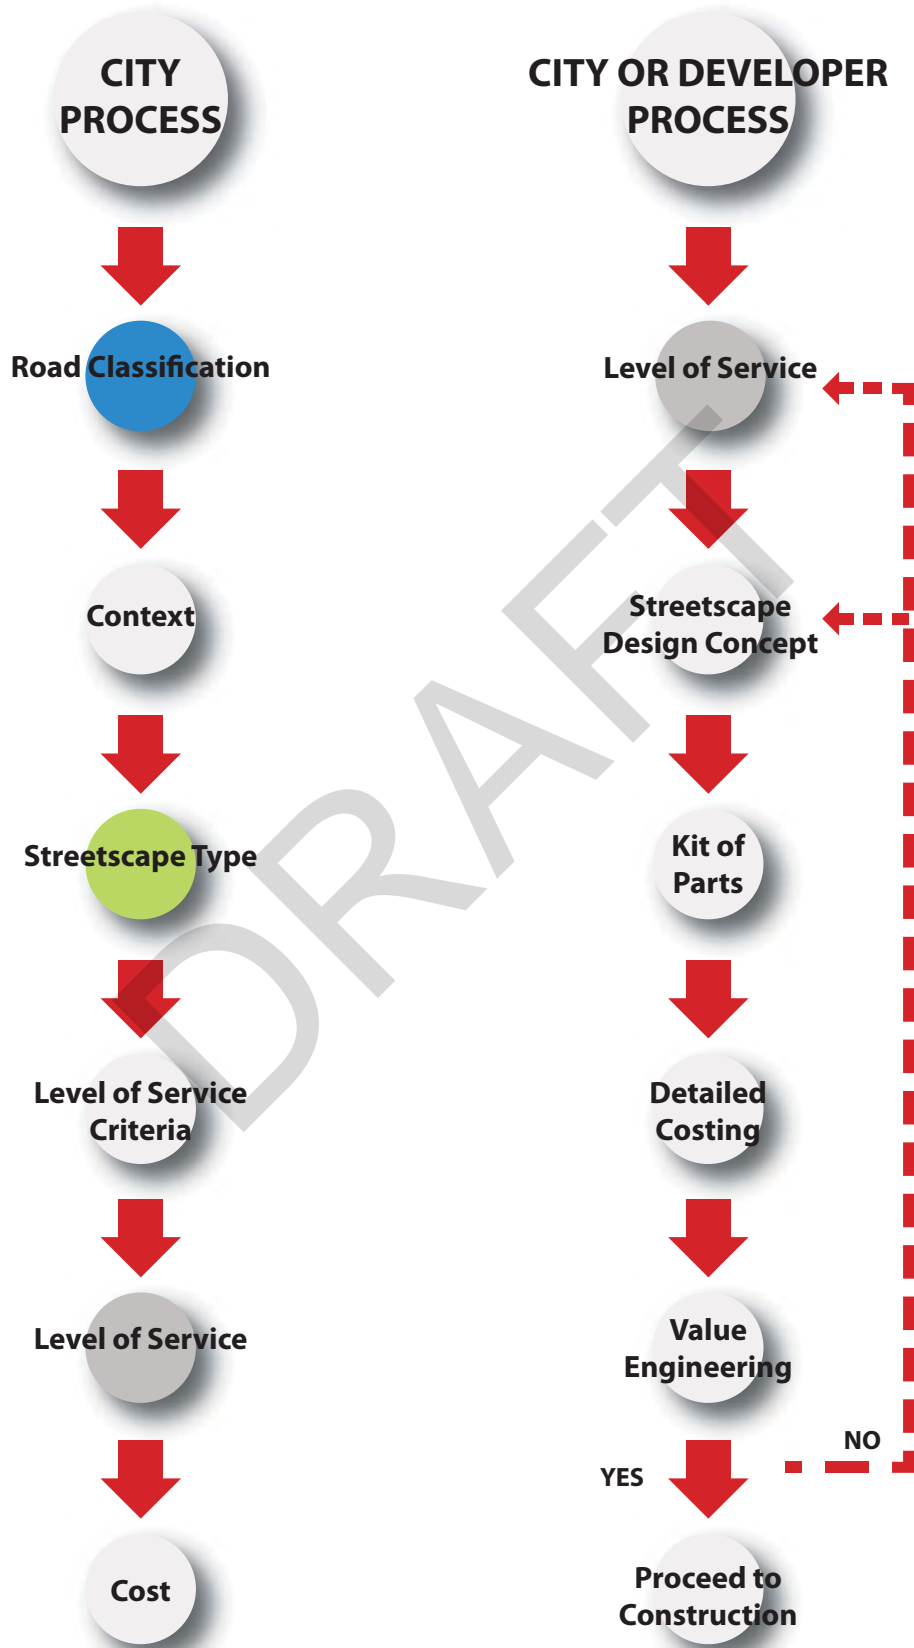 CITY
PROCESS
Road Classification
Context
Streetscape Type
Level of Service
Criteria
Level of Service
Cost
CITY OR DEVELOPER
PROCESS
Level of Service
Streetscape
Design Concept
Kit of
Parts
Detailed
Costing
Value
Engineering
NO
YES
Proceed to
Construction
DRAFT